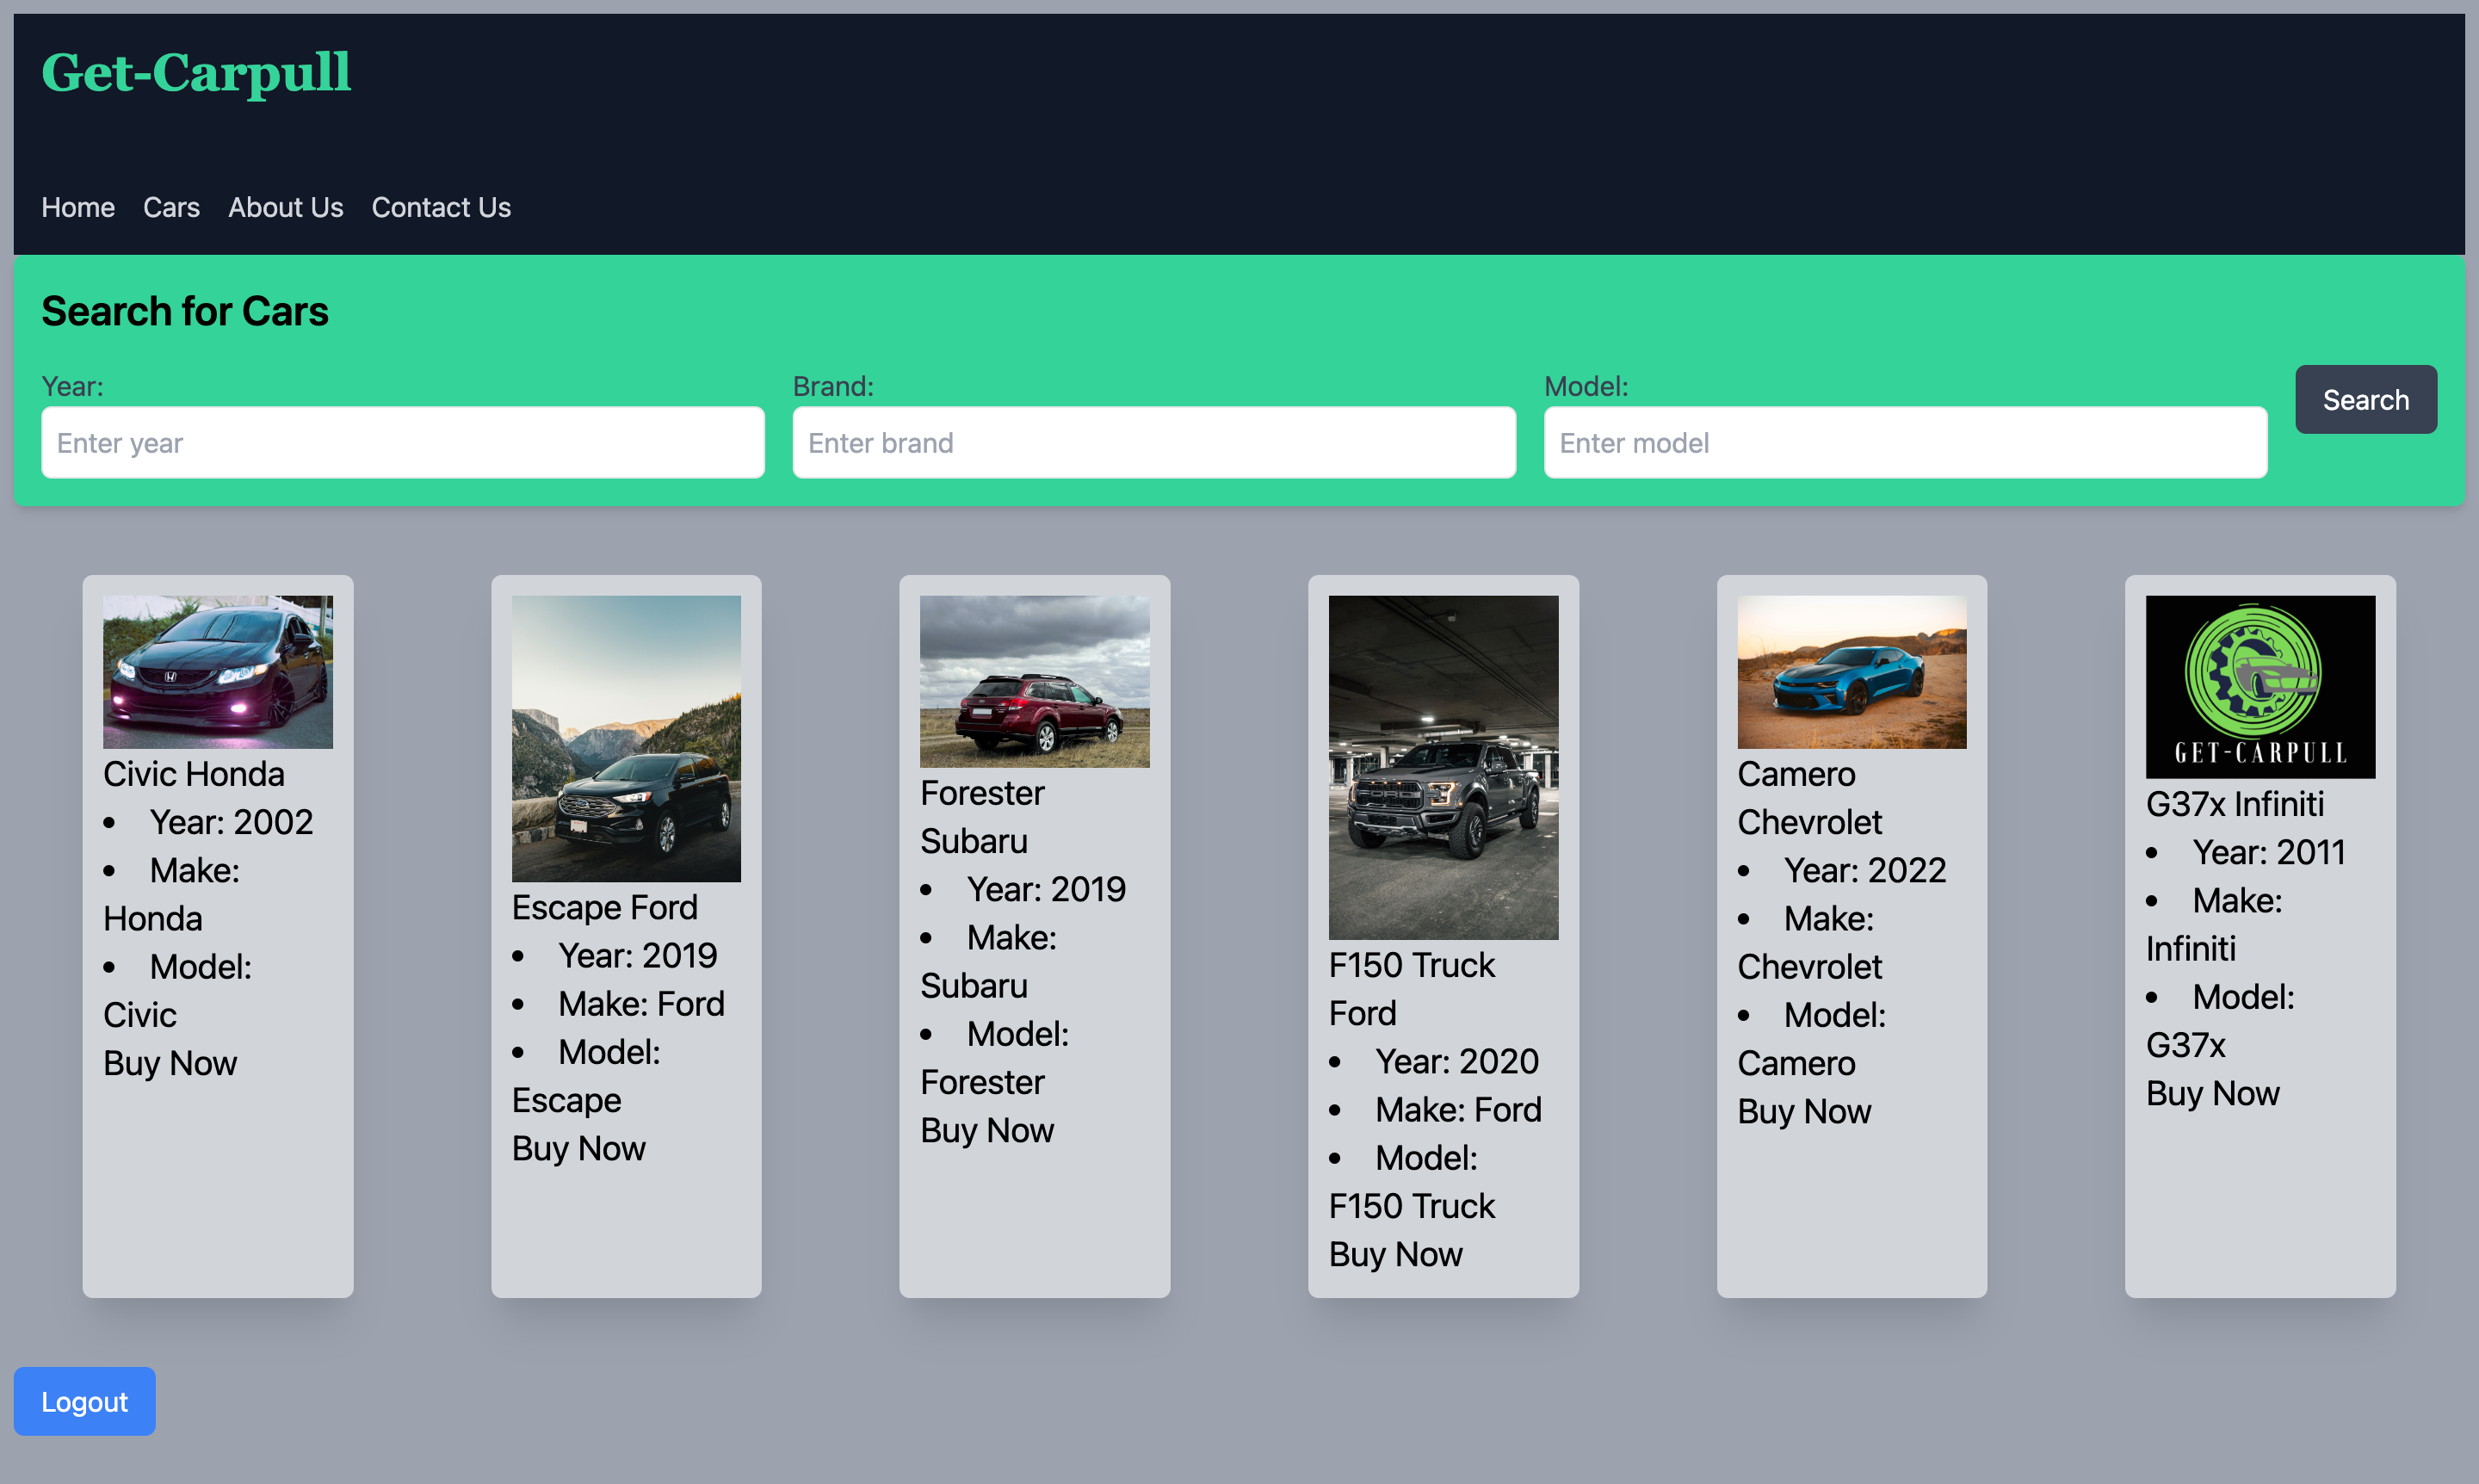 Get-Carpull
Home Cars About Us Contact Us
Search for Cars
Year:
Enter year
Brand:
Enter brand
Model:
Enter model
Search
Civic Honda
• Year: 2002
• Make:
Honda
• Model:
Civic
Buy Now
Escape Ford
• Year: 2019
• Make: Ford
• Model:
Escape
Buy Now
Forester
Subaru
• Year: 2019
• Make:
Subaru
• Model:
Forester
Buy Now
F150 Truck
Ford
• Year: 2020
• Make: Ford
• Model:
F150 Truck
Buy Now
Camero
Chevrolet
• Year: 2022
• Make:
Chevrolet
• Model:
Camero
Buy Now
GET-CARPULL
G37x Infiniti
• Year: 2011
• Make:
Infiniti
• Model:
G37x
Buy Now
Logout